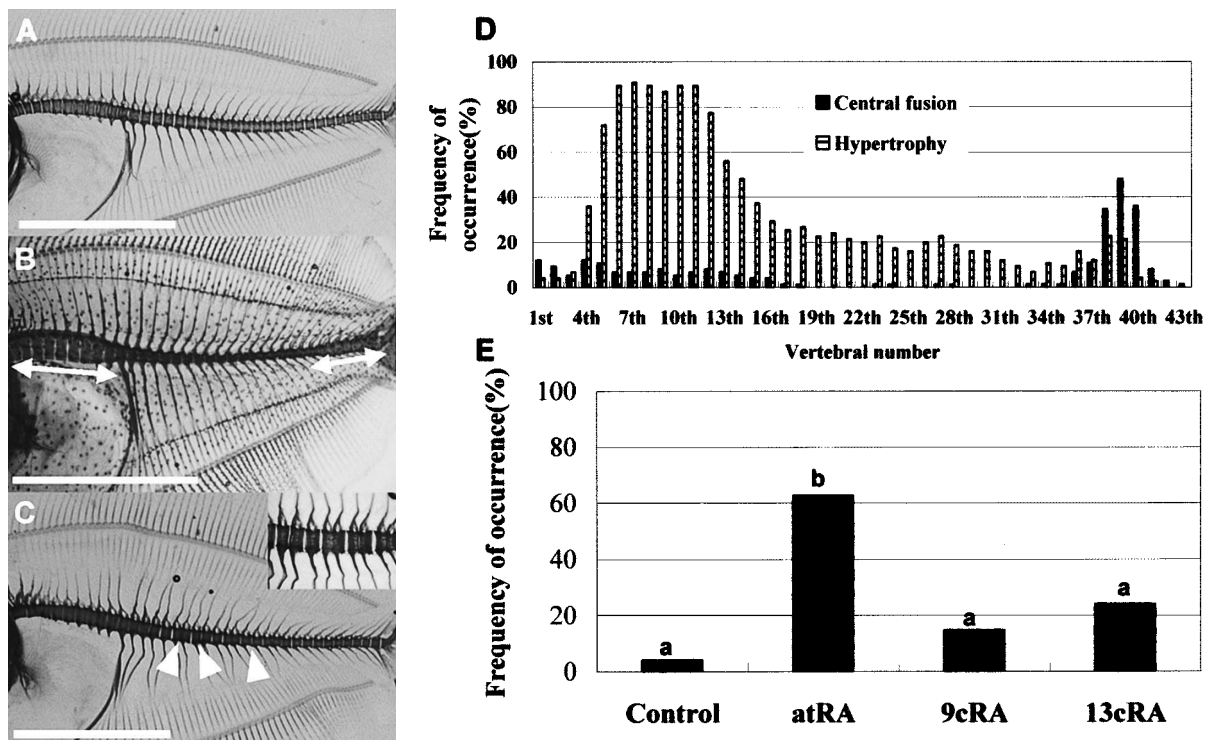 A
B
C
D
Frequency of
occurrence(%)
100
80
60
40
20
0
Central fusion
Hypertrophy
1st 4th 7th 10th 13th 16th 19th 22th 25th 28th 31th 34th 37th 40th 43th
Vertebral number
E
Frequency of occurrence(%)
100
80
60
40
20
0
a
b
a
a
Control atRA 9cRA 13cRA